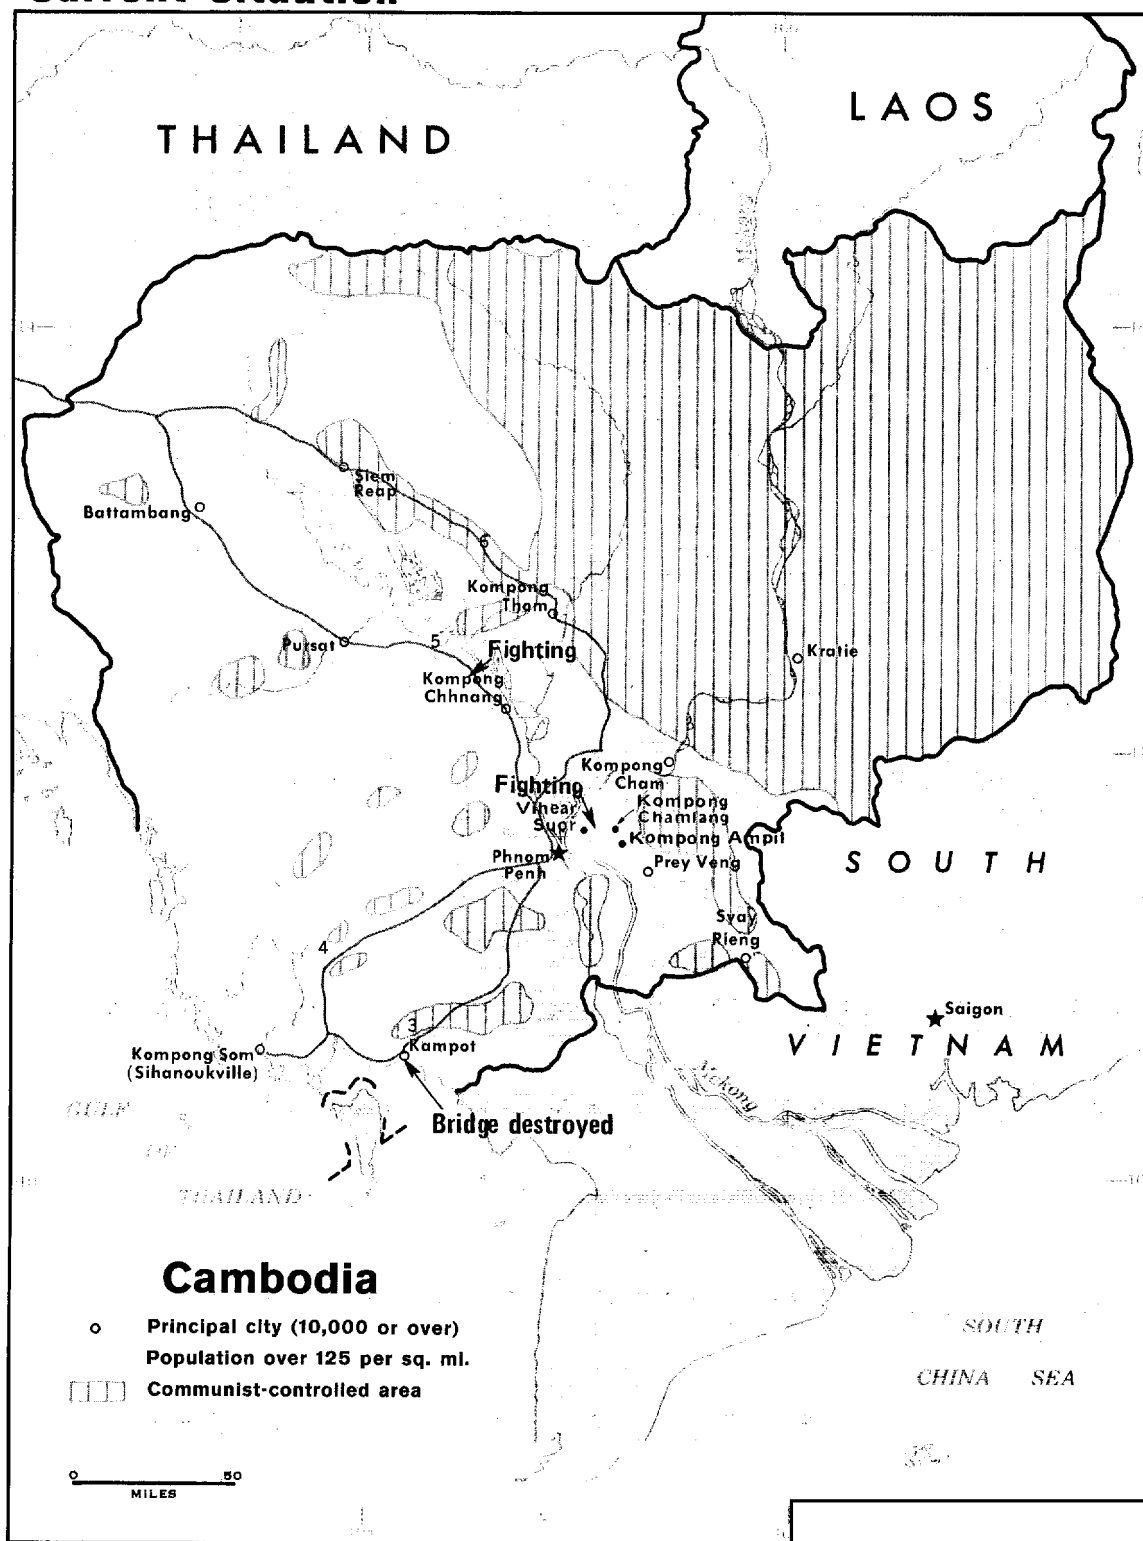 Current Situation
THAILAND
LAOS
Mekong
Siem
Reap
Battambang
6
Kompong
Thom
Pursat
5
Fighting
Kompong
Chhnang
Kratie
Kompong
Cham
Fighting
Vihear
Suor
Kompong
Chamlang
Kompong Ampil
Phnom
Penh
Prey Veng
SOUTH
Svay
Rieng
4
3
Kampot
Saigon
VIETNAM
Kompong Som
(Sihanoukville)
Mekong
Bridge destroyed
GULF
OF
THAILAND
Cambodia
Principal city (10,000 or over)
Population over 125 per sq. mi.
Communist-controlled area
SOUTH
CHINA SEA
0 50
MILES